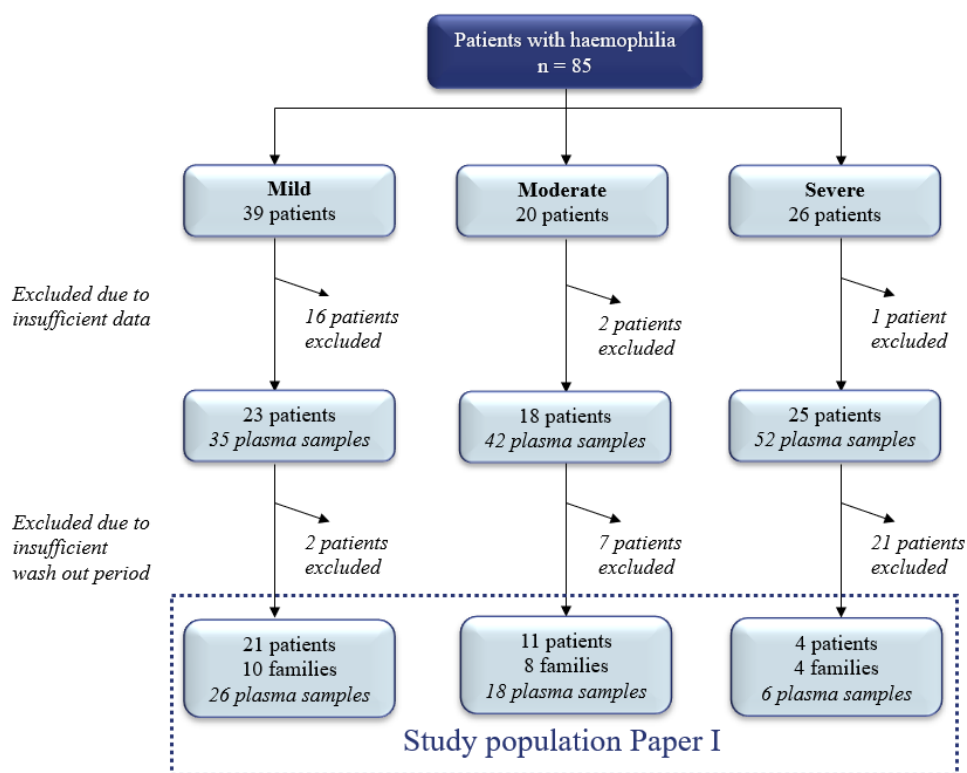 Patients with haemophilia
n = 85
Mild
39 patients
Moderate
20 patients
Severe
26 patients
Excluded due to
insufficient data
16 patients
excluded
2 patients
excluded
1 patient
excluded
23 patients
35 plasma samples
18 patients
42 plasma samples
25 patients
52 plasma samples
Excluded due to
insufficient
wash out period
2 patients
excluded
7 patients
excluded
21 patients
excluded
21 patients
10 families
26 plasma samples
11 patients
8 families
18 plasma samples
4 patients
4 families
6 plasma samples
Study population Paper I